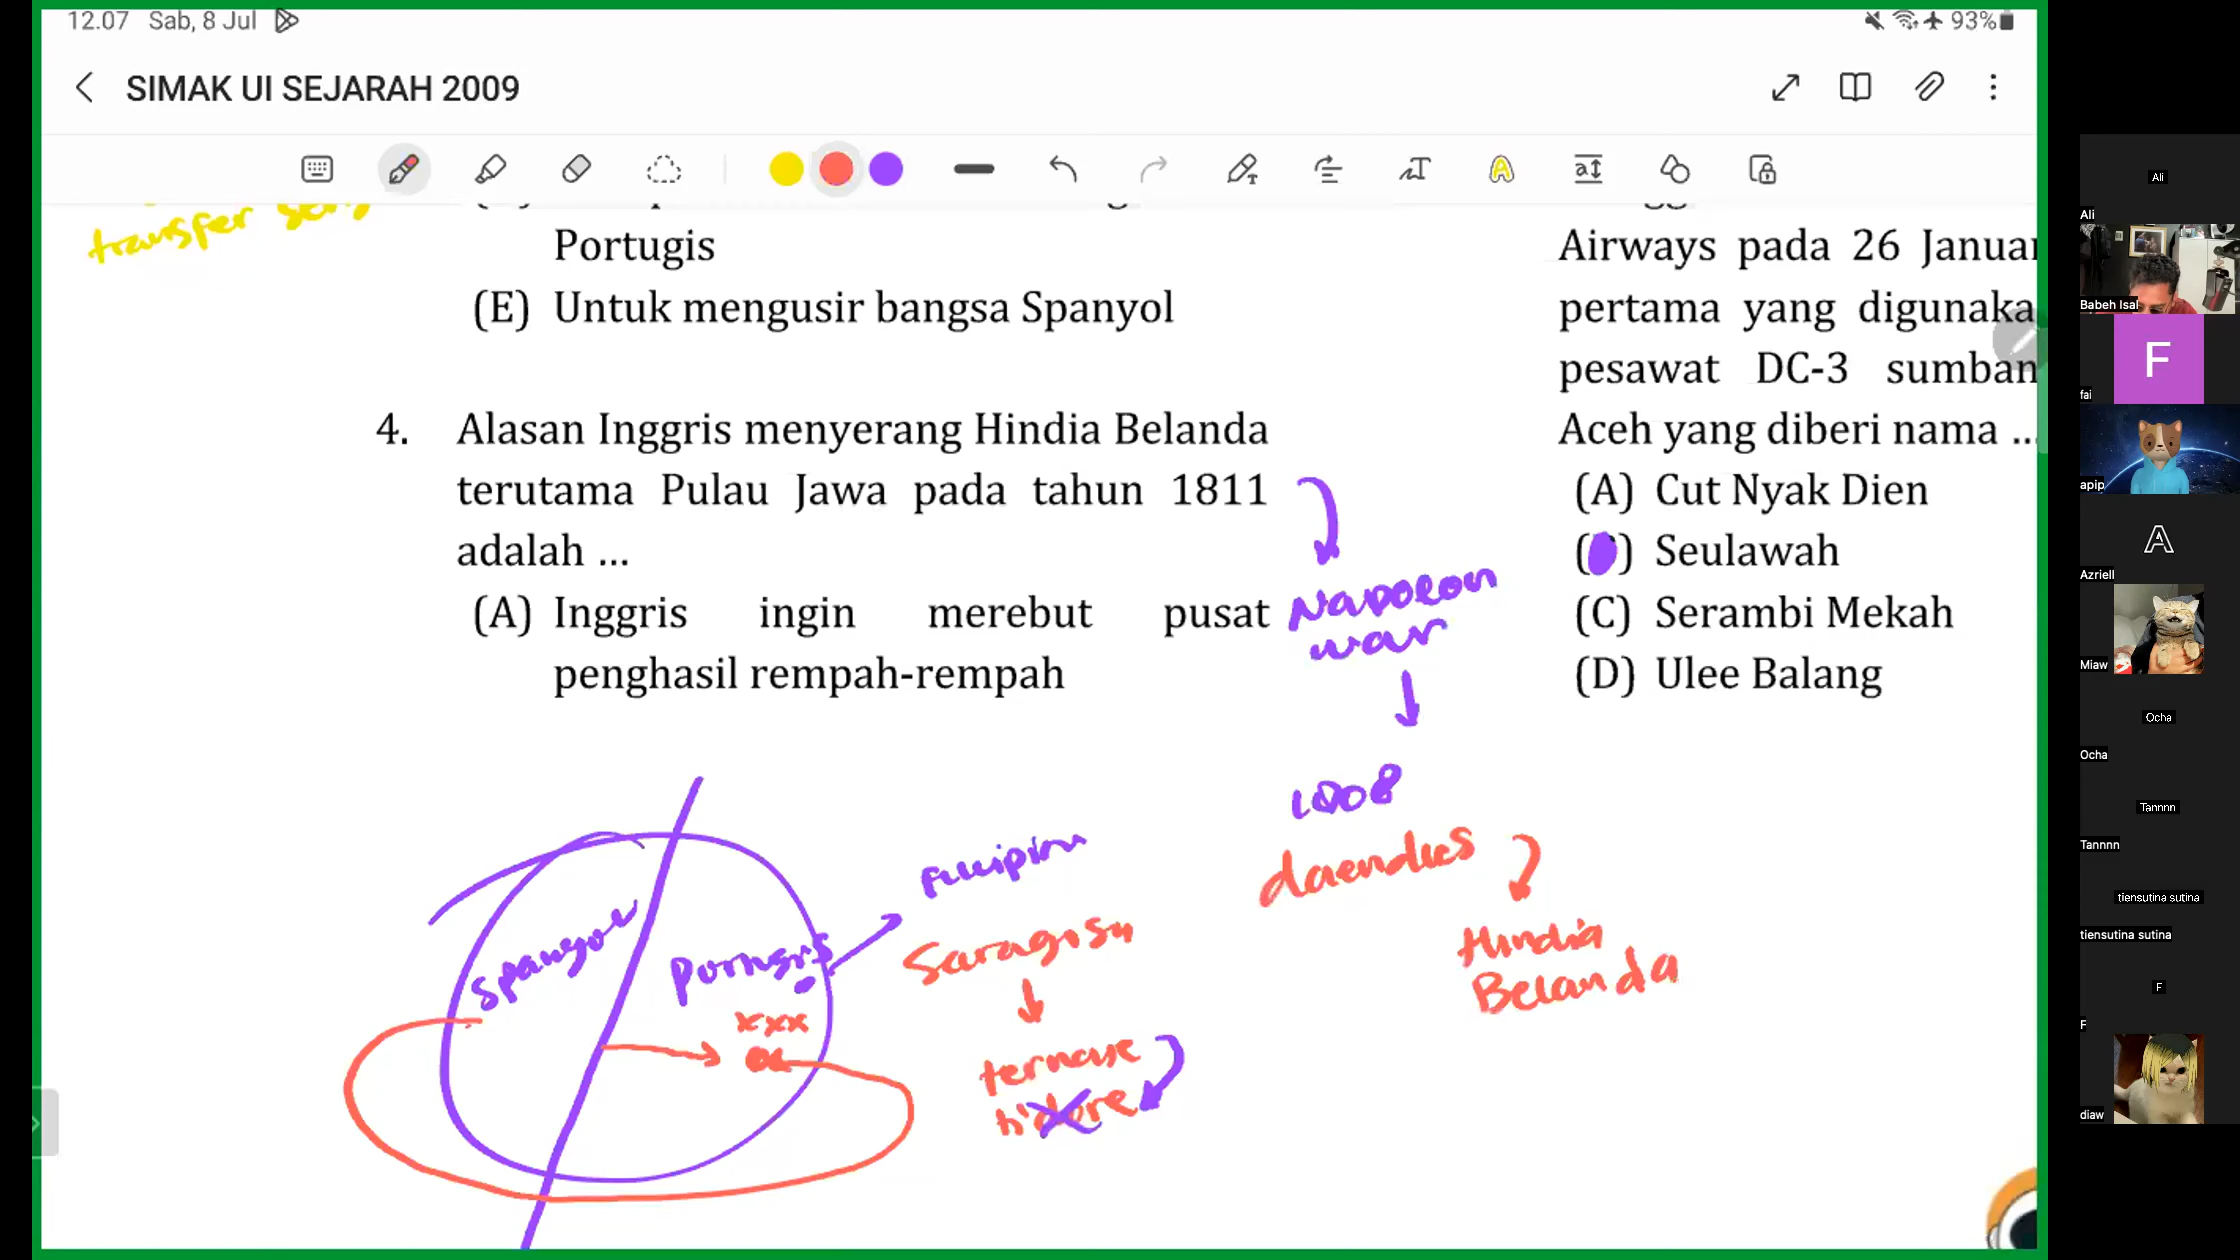 12.07 Sab, 8 Jul
93%
SIMAK UI SEJARAH 2009
transfer
Portugis
(E) Untuk mengusir bangsa Spanyol
4. Alasan Inggris menyerang Hindia Belanda
terutama Pulau Jawa pada tahun 1811
adalah ...
(A) Inggris ingin merebut pusat
penghasil rempah-rempah
Napoleon
war
1808
daendles
Hindia
Belanda
Spanyol
Portugis
xxx
Saragosa
ternate
tidore
Airways pada 26 Januar
pertama yang digunaka
pesawat DC-3 sumban
Aceh yang diberi nama ...
(A) Cut Nyak Dien
( ) Seulawah
(C) Serambi Mekah
(D) Ulee Balang
Ali
Ali
Babeh Isal
F
fai
apip
A
Azriell
Miaw
Ocha
Ocha
Tannnn
Tannnn
tiensutina sutina
tiensutina sutina
F
F
diaw